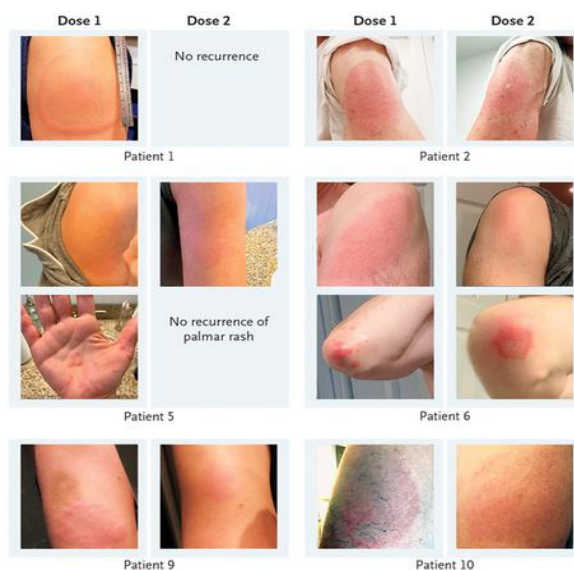 Dose 1
Dose 2
Dose 1
Dose 2
No recurrence
Patient 1
Patient 2
No recurrence of
palmar rash
Patient 5
Patient 6
Patient 9
Patient 10